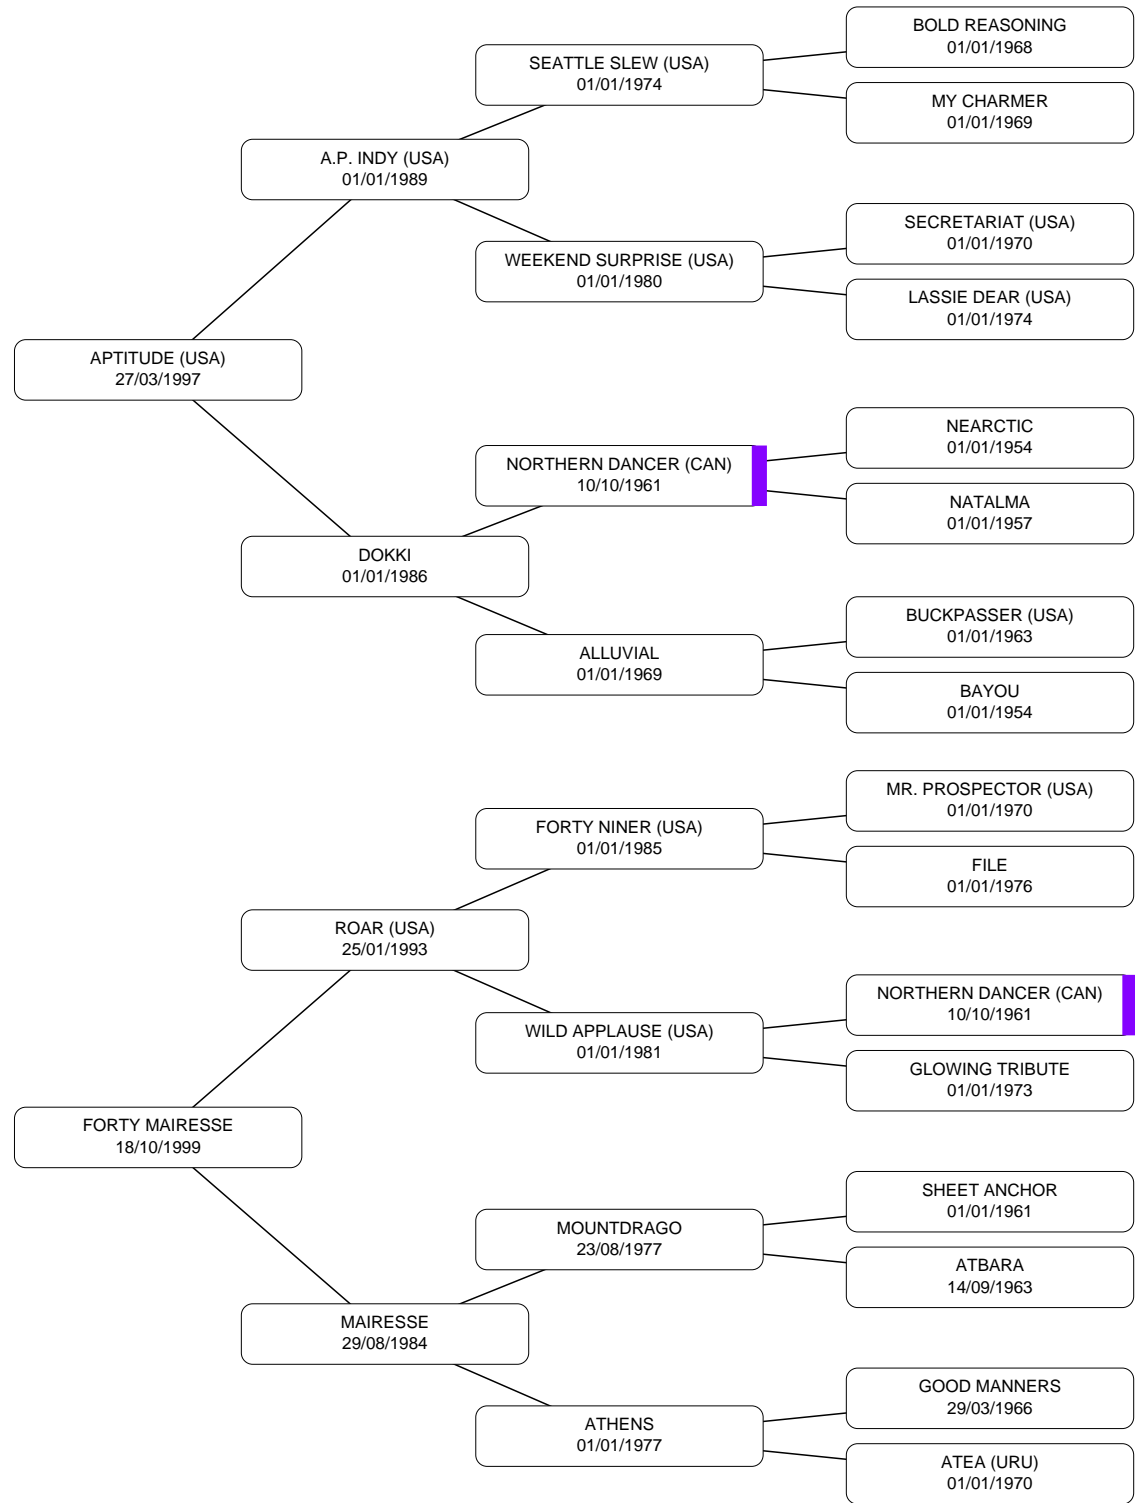 BOLD REASONING
01/01/1968
SEATTLE SLEW (USA)
01/01/1974
MY CHARMER
01/01/1969
A.P. INDY (USA)
01/01/1989
SECRETARIAT (USA)
01/01/1970
WEEKEND SURPRISE (USA)
01/01/1980
LASSIE DEAR (USA)
01/01/1974
APTITUDE (USA)
27/03/1997
NEARCTIC
01/01/1954
NORTHERN DANCER (CAN)
10/10/1961
NATALMA
01/01/1957
DOKKI
01/01/1986
BUCKPASSER (USA)
01/01/1963
ALLUVIAL
01/01/1969
BAYOU
01/01/1954
MR. PROSPECTOR (USA)
01/01/1970
FORTY NINER (USA)
01/01/1985
FILE
01/01/1976
ROAR (USA)
25/01/1993
NORTHERN DANCER (CAN)
10/10/1961
WILD APPLAUSE (USA)
01/01/1981
GLOWING TRIBUTE
01/01/1973
FORTY MAIRESSE
18/10/1999
SHEET ANCHOR
01/01/1961
MOUNTDRAGO
23/08/1977
ATBARA
14/09/1963
MAIRESSE
29/08/1984
GOOD MANNERS
29/03/1966
ATHENS
01/01/1977
ATEA (URU)
01/01/1970